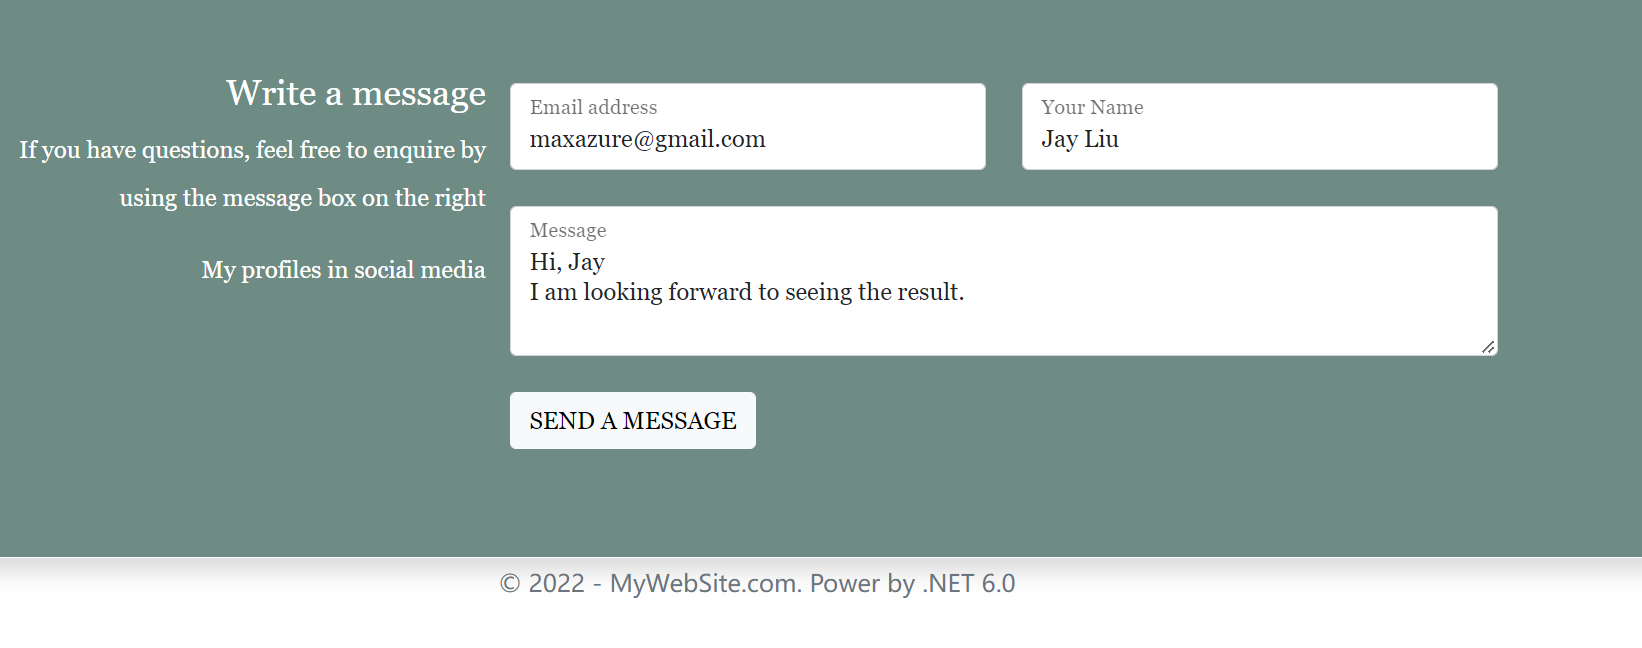 Write a message
If you have questions, feel free to enquire by
using the message box on the right
My profiles in social media
Email address
maxazure@gmail.com
Your Name
Jay Liu
Message
Hi, Jay
I am looking forward to seeing the result.
SEND A MESSAGE
© 2022 - MyWebSite.com. Power by .NET 6.0